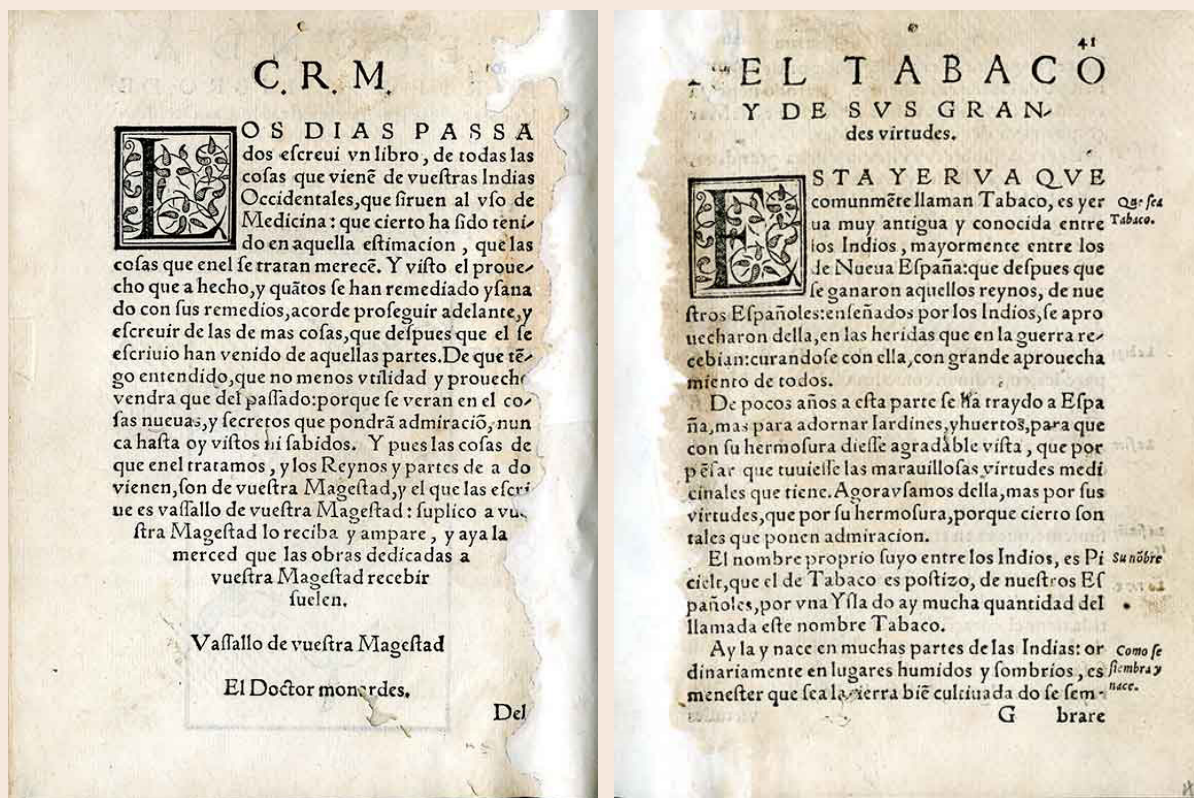 C. R. M.
LOS DIAS PASSA
dos eſcreui vn libro, de todas las
coſas que vienē de vueſtras Indias
Occidentales, que ſiruen al vſo de
Medicina: que cierto ha ſido teni-
do en aquella eſtimacion, que las
coſas que enel ſe tratan merecē. Y viſto el proue-
cho que a hecho, y quātos ſe han remediado yſana
do con ſus remedios, acorde proſeguir adelante, y
eſcreuir de las de mas coſas, que deſpues que el ſe
eſcriuio han venido de aquellas partes. De que tē-
go entendido, que no menos vtilidad y prouecho
vendra que del paſſado: porque ſe veran en el co-
ſas nueuas, y ſecretos que pondrā admiraciō, nun
ca haſta oy viſtos ni ſabidos. Y pues las coſas de
que enel tratamos, y los Reynos y partes de a do
vienen, ſon de vueſtra Mageſtad, y el que las eſcri
ue es vaſſallo de vueſtra Mageſtad: ſuplico a vue
ſtra Mageſtad lo reciba y ampare, y aya la
merced que las obras dedicadas a
vueſtra Mageſtad recebir
ſuelen.
Vaſſallo de vueſtra Mageſtad
El Doctor monardes.
Del
41
EL TABACO
Y DE SVS GRAN-
des virtudes.
ESTA YERVA QVE
comunmēte llaman Tabaco, es yer
Que ſea
Tabaco.
ua muy antigua y conocida entre
los Indios, mayormente entre los
de Nueua Eſpaña: que deſpues que
ſe ganaron aquellos reynos, de nue
ſtros Eſpañoles: enſeñados por los Indios, ſe apro
uecharon della, en las heridas que en la guerra re-
cebian: curandoſe con ella, con grande aprouecha
miento de todos.
De pocos años a eſta parte ſe ha traydo a Eſpa
ña, mas para adornar Iardines, y huertos, para que
con ſu hermoſura dieſſe agradable viſta, que por
pēſar que tuuieſſe las marauilloſas virtudes medi
cinales que tiene. Agora vſamos della, mas por ſus
virtudes, que por ſu hermoſura, porque cierto ſon
tales que ponen admiracion.
El nombre proprio ſuyo entre los Indios, es Pi
Su nōbre
cielt, que el de Tabaco es poſtizo, de nueſtros Eſ
pañoles, por vna Yſla do ay mucha quantidad del
llamada eſte nombre Tabaco.
Ay la y nace en muchas partes de las Indias: or
Como ſe
ſiembra y
nace.
dinariamente en lugares humidos y ſombrios, es
meneſter que ſea la tierra biē cultiuada do ſe ſem-
G brare